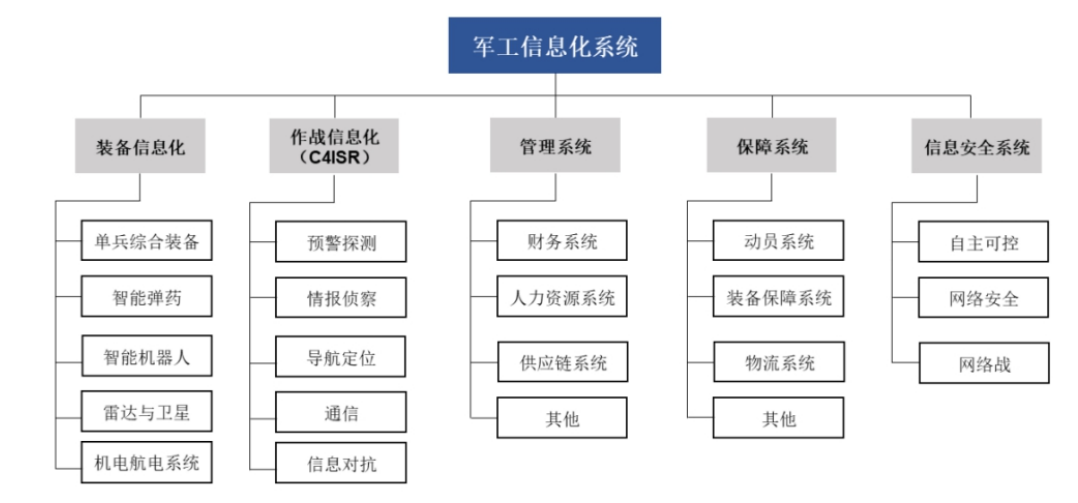 军工信息化系统
装备信息化
作战信息化
（C4ISR）
管理系统
保障系统
信息安全系统
单兵综合装备
智能弹药
智能机器人
雷达与卫星
机电航电系统
预警探测
情报侦察
导航定位
通信
信息对抗
财务系统
人力资源系统
供应链系统
其他
动员系统
装备保障系统
物流系统
其他
自主可控
网络安全
网络战